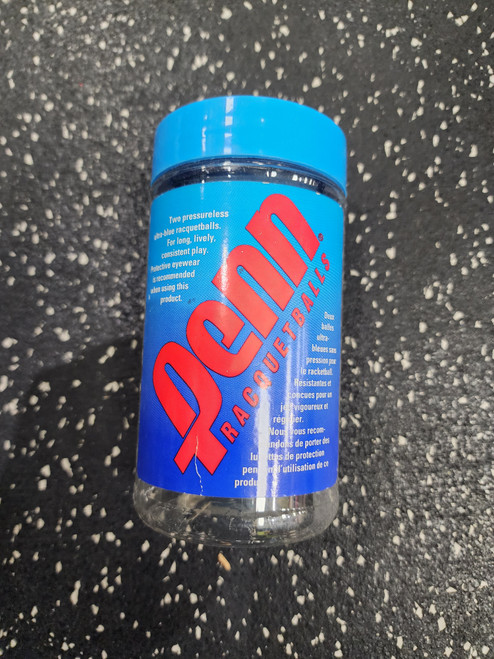 Two pressureless
ultra-blue racquetballs.
For long, lively,
consistent play.
Protective eyewear
is recommended
when using this
product.
Penn®
RACQUETBALLS
Deux
balles
ultra-
bleues sans
pression pour
le racketball.
Résistantes et
concues pour un
jeu vigoureux et
régulier.
Nous vous recom-
mandons de porter des
lunettes de protection
pendant l'utilisation de ce
produit